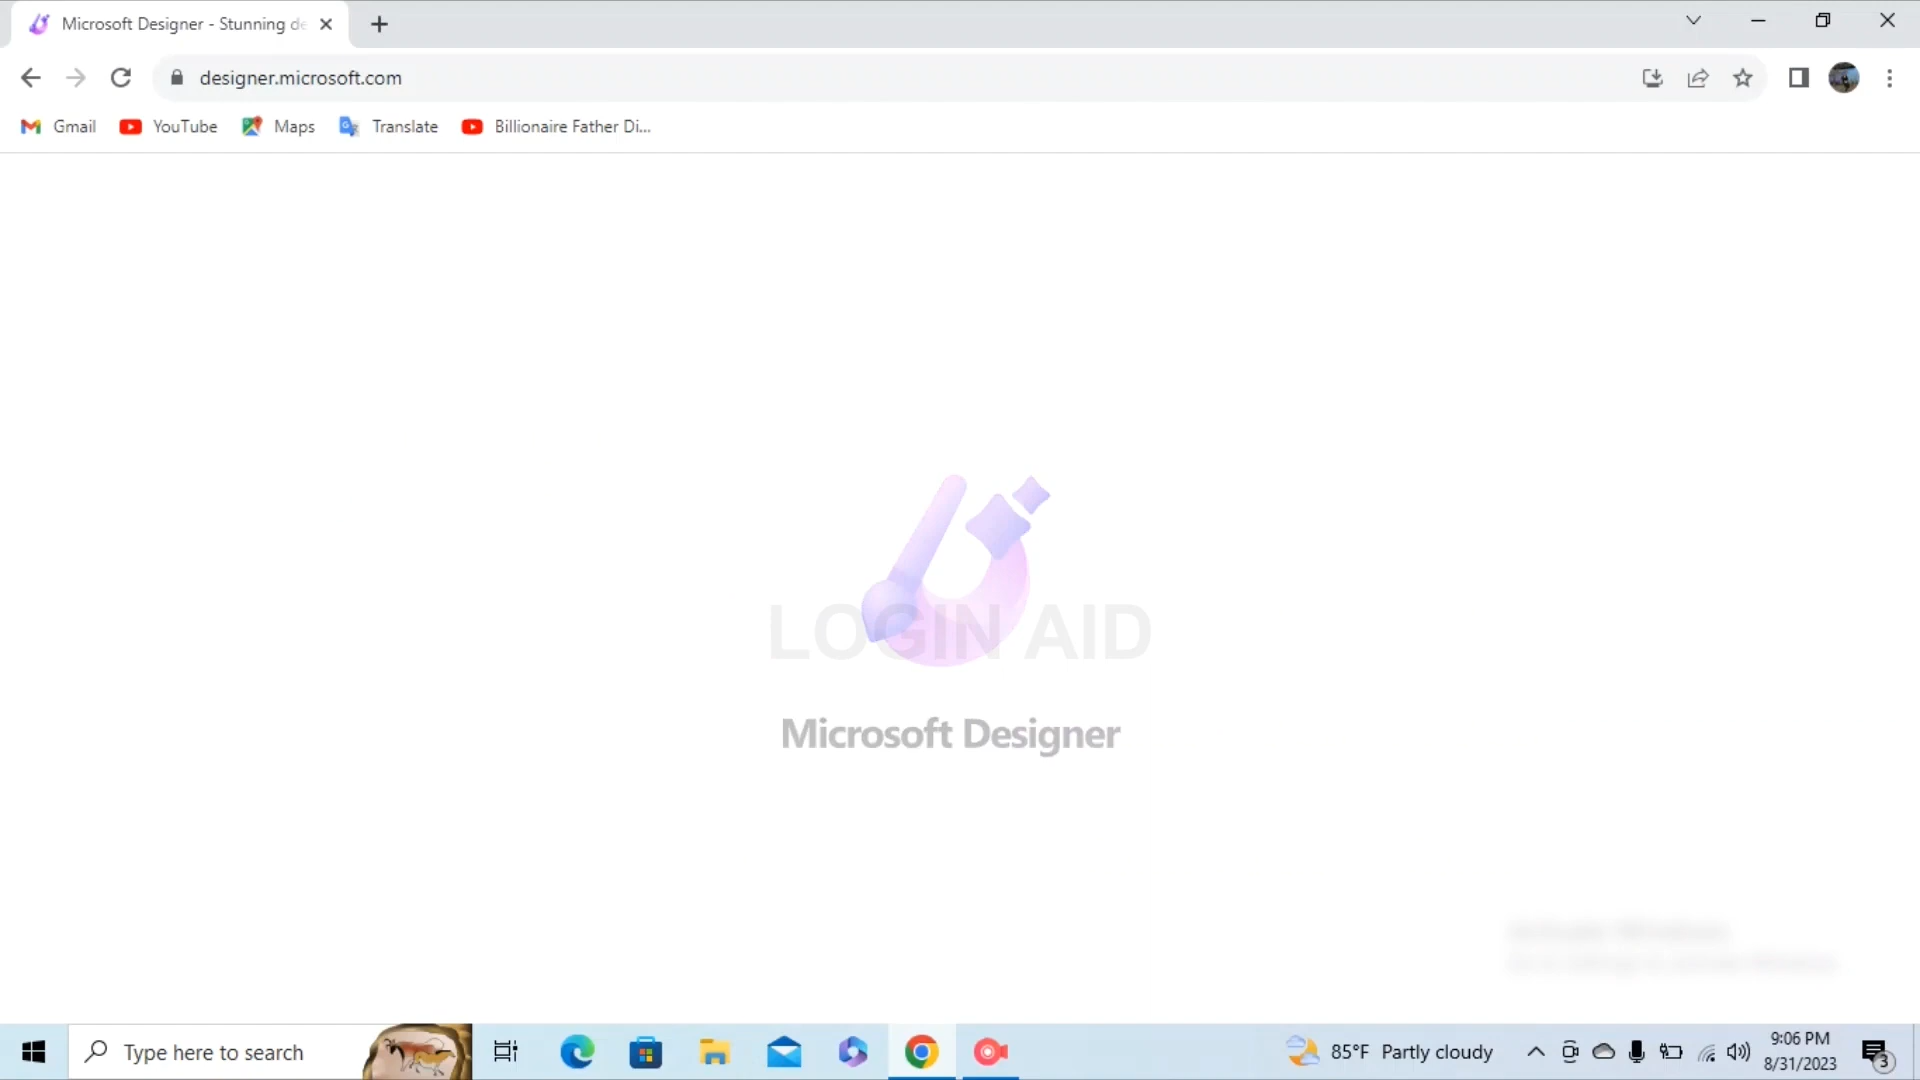 Microsoft Designer - Stunning de
designer.microsoft.com
Gmail YouTube Maps Translate Billionaire Father Di...
LOGIN AID
Microsoft Designer
Type here to search
85°F Partly cloudy
9:06 PM
8/31/2023
3